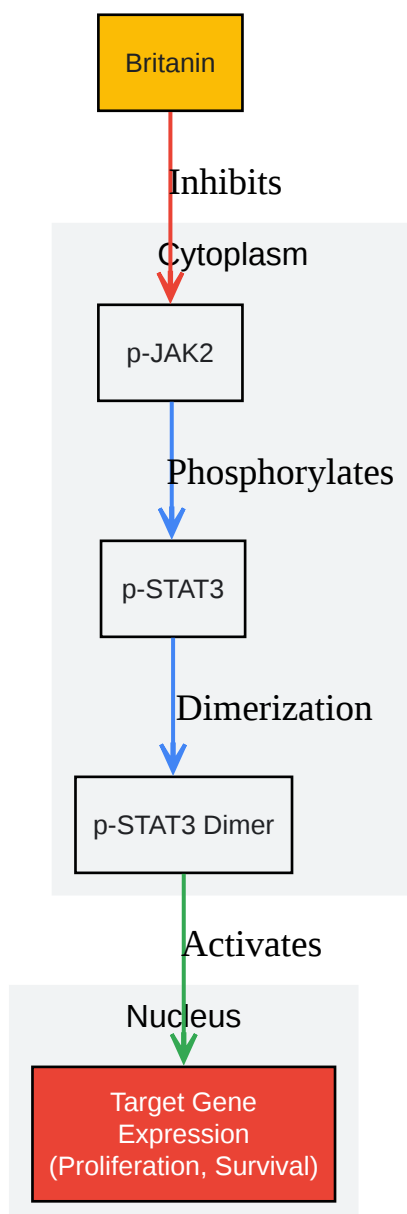 Britanin
Inhibits
Cytoplasm
p-JAK2
Phosphorylates
p-STAT3
Dimerization
p-STAT3 Dimer
Activates
Nucleus
Target Gene
Expression
(Proliferation, Survival)